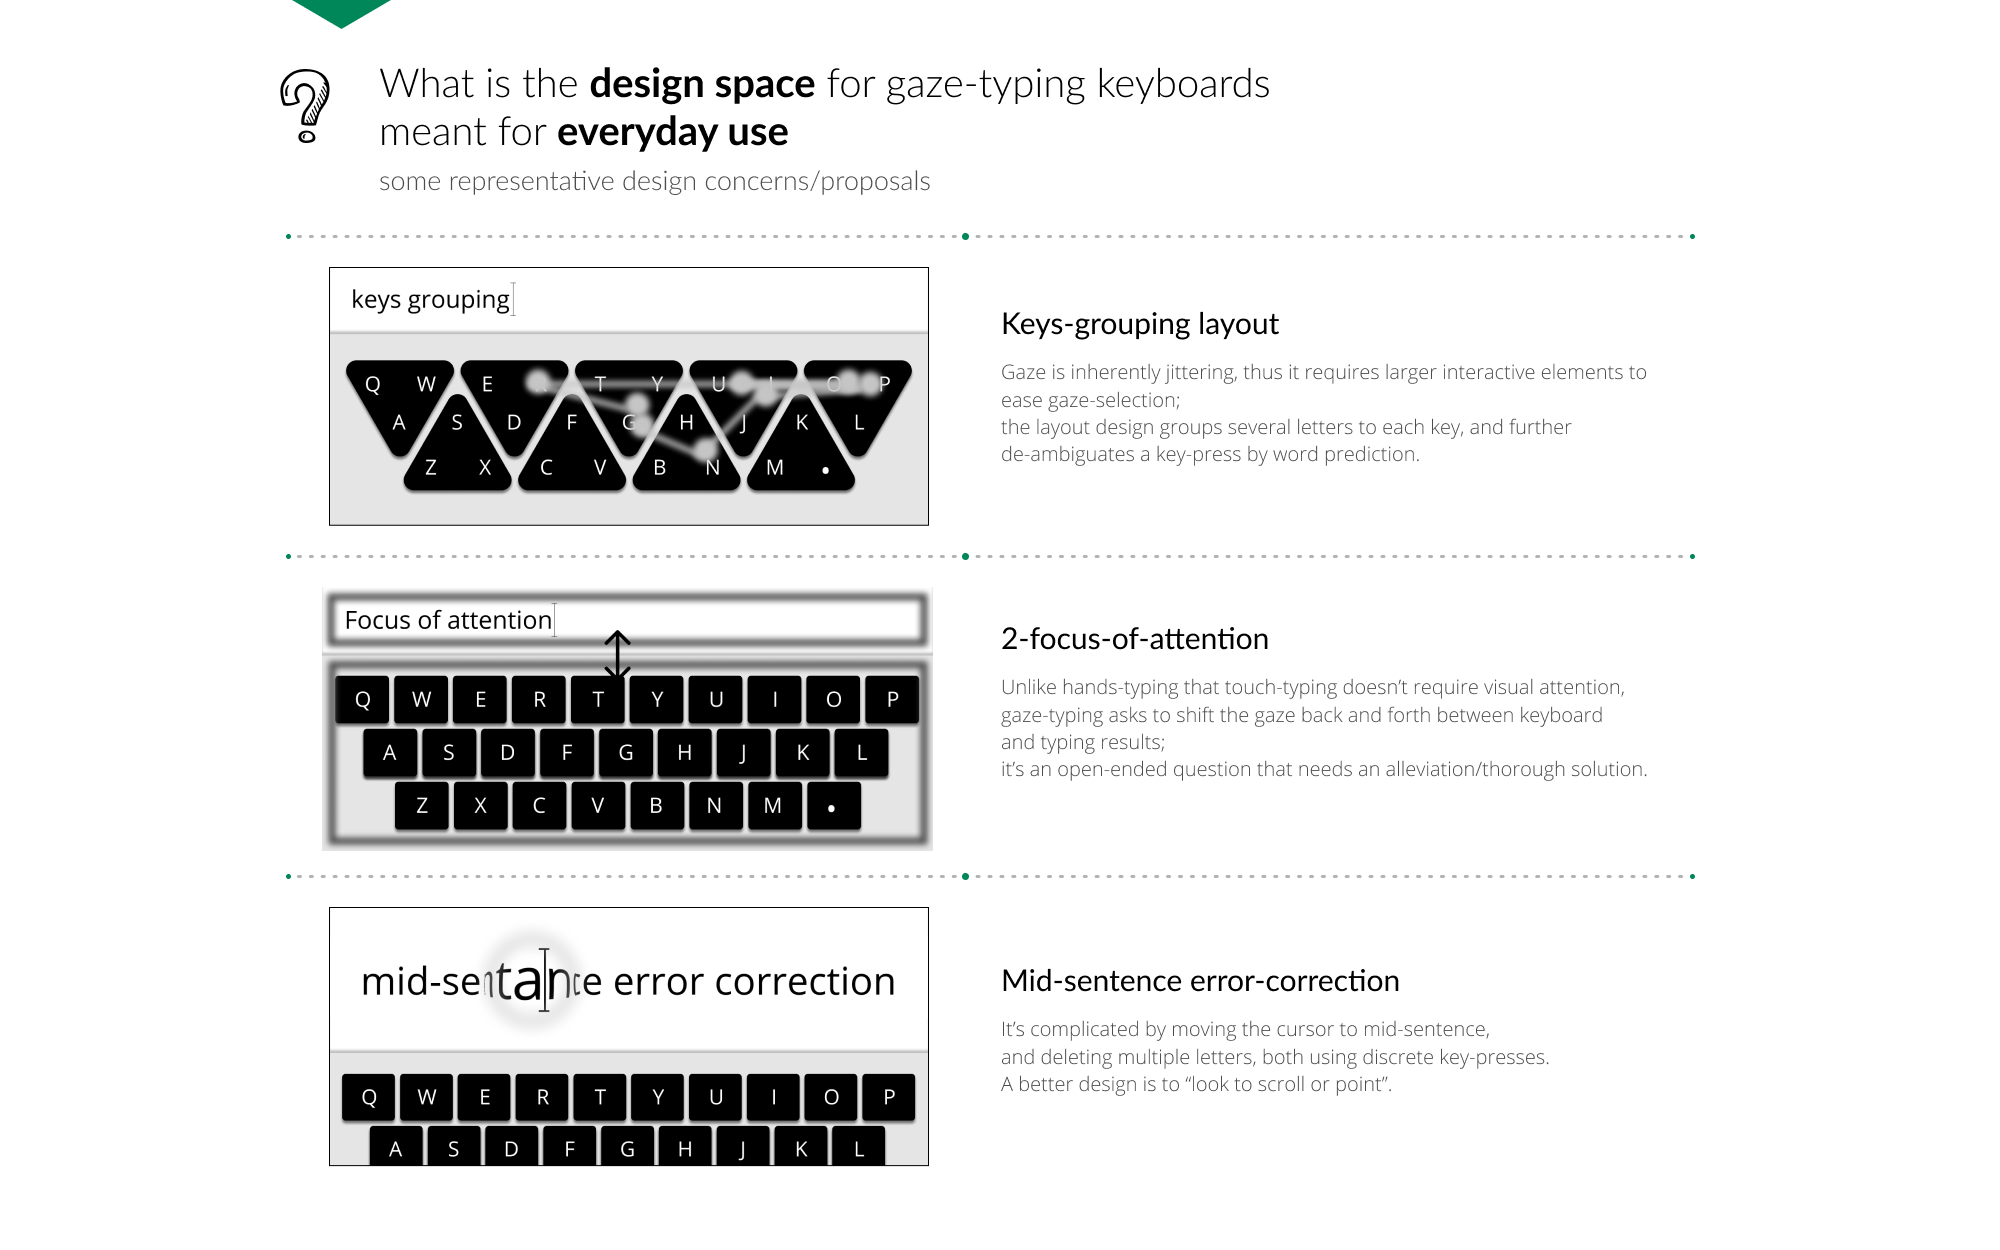 What is the design space for gaze-typing keyboards
meant for everyday use
some representative design concerns/proposals
keys grouping
Q W E T Y U I O P
A S D F G H J K L
Z X C V B N M .
Keys-grouping layout
Gaze is inherently jittering, thus it requires larger interactive elements to
ease gaze-selection;
the layout design groups several letters to each key, and further
de-ambiguates a key-press by word prediction.
Focus of attention
Q W E R T Y U I O P
A S D F G H J K L
Z X C V B N M .
2-focus-of-attention
Unlike hands-typing that touch-typing doesn’t require visual attention,
gaze-typing asks to shift the gaze back and forth between keyboard
and typing results;
it’s an open-ended question that needs an alleviation/thorough solution.
mid-sentance error correction
Q W E R T Y U I O P
A S D F G H J K L
Mid-sentence error-correction
It’s complicated by moving the cursor to mid-sentence,
and deleting multiple letters, both using discrete key-presses.
A better design is to “look to scroll or point”.